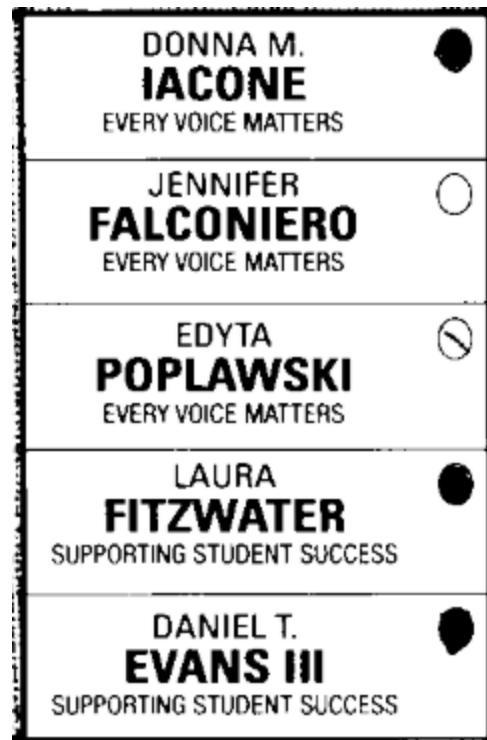 DONNA M.
IACONE
EVERY VOICE MATTERS
JENNIFER
FALCONIERO
EVERY VOICE MATTERS
EDYTA
POPLAWSKI
EVERY VOICE MATTERS
LAURA
FITZWATER
SUPPORTING STUDENT SUCCESS
DANIEL T.
EVANS III
SUPPORTING STUDENT SUCCESS